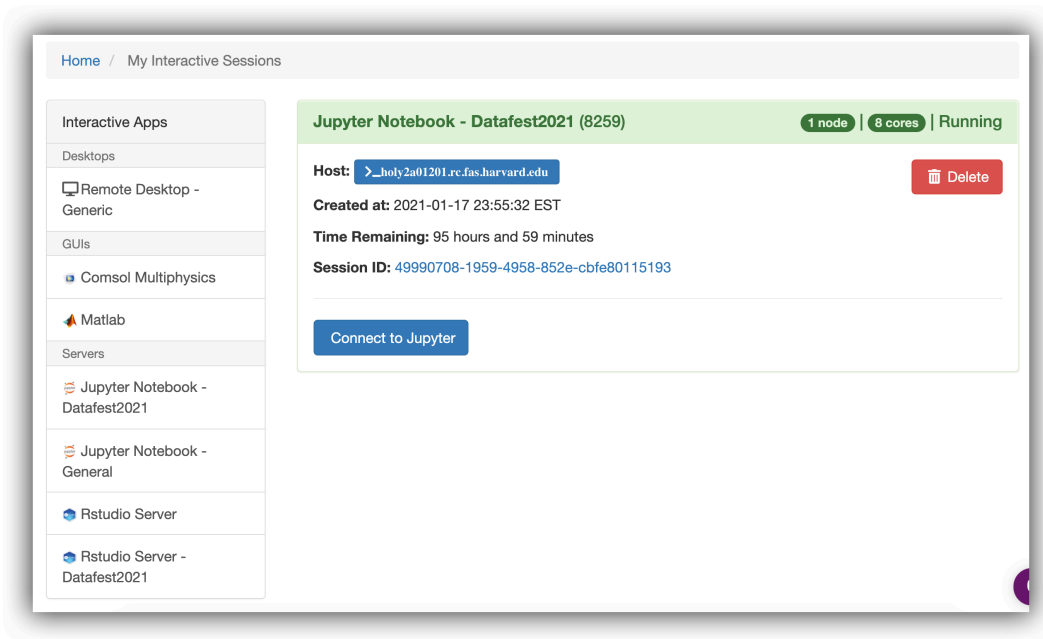 Home / My Interactive Sessions
Interactive Apps
Desktops
Remote Desktop -
Generic
GUIs
Comsol Multiphysics
Matlab
Servers
Jupyter Notebook -
Datafest2021
Jupyter Notebook -
General
Rstudio Server
Rstudio Server -
Datafest2021
Jupyter Notebook - Datafest2021 (8259)
1 node | 8 cores | Running
Host: >_holy2a01201.rc.fas.harvard.edu
Delete
Created at: 2021-01-17 23:55:32 EST
Time Remaining: 95 hours and 59 minutes
Session ID: 49990708-1959-4958-852e-cbfe80115193
Connect to Jupyter